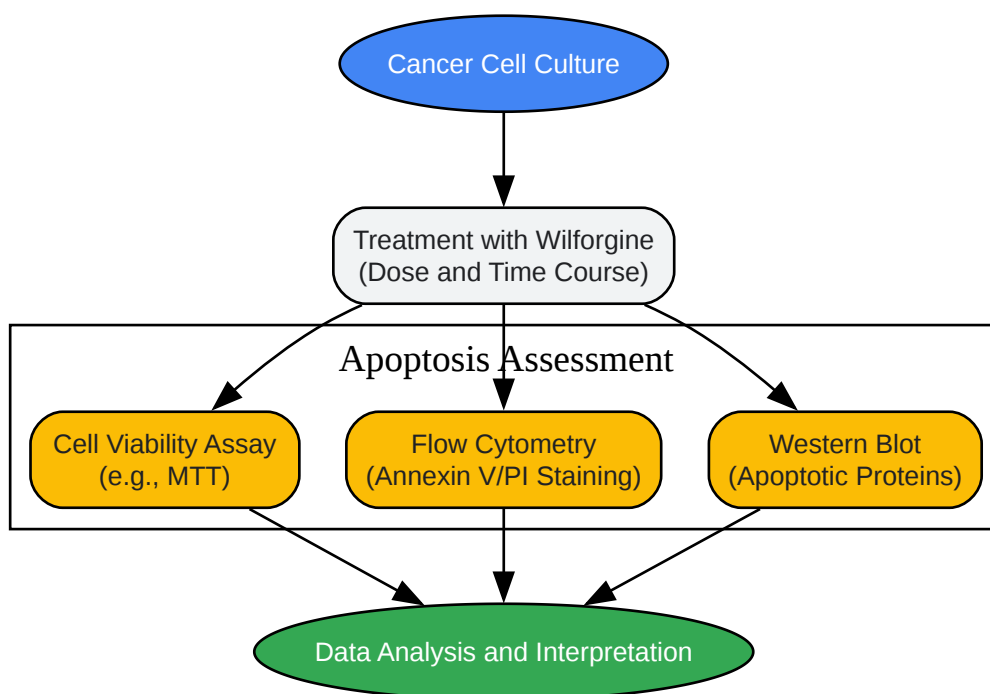 Cancer Cell Culture
Treatment with Wilforgine
(Dose and Time Course)
Apoptosis Assessment
Cell Viability Assay
(e.g., MTT)
Flow Cytometry
(Annexin V/PI Staining)
Western Blot
(Apoptotic Proteins)
Data Analysis and Interpretation